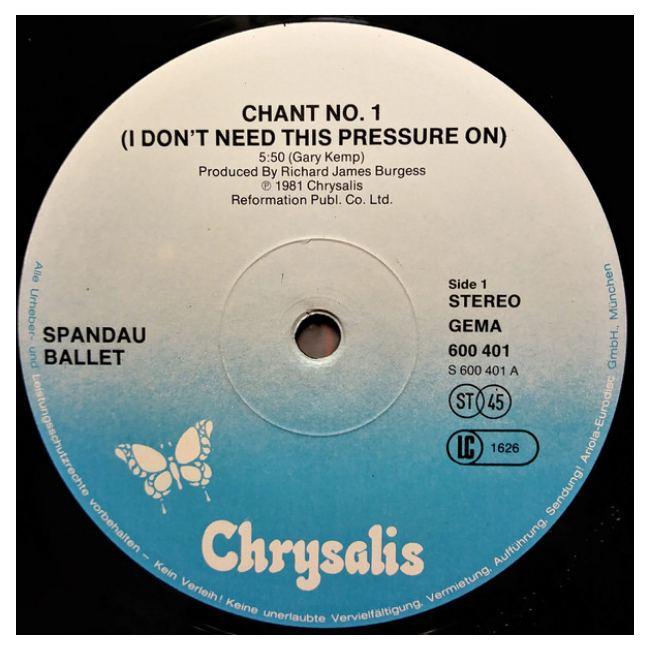 CHANT NO. 1
(I DON'T NEED THIS PRESSURE ON)
5:50 (Gary Kemp)
Produced By Richard James Burgess
℗ 1981 Chrysalis
Reformation Publ. Co. Ltd.
SPANDAU
BALLET
Side 1
STEREO
GEMA
600 401
S 600 401 A
ST 45
LC 1626
Chrysalis
Alle Urheber- und Leistungsschutzrechte vorbehalten – Kein Verleih! Keine unerlaubte Vervielfältigung, Vermietung, Aufführung, Sendung! Ariola-Eurodisc GmbH., München